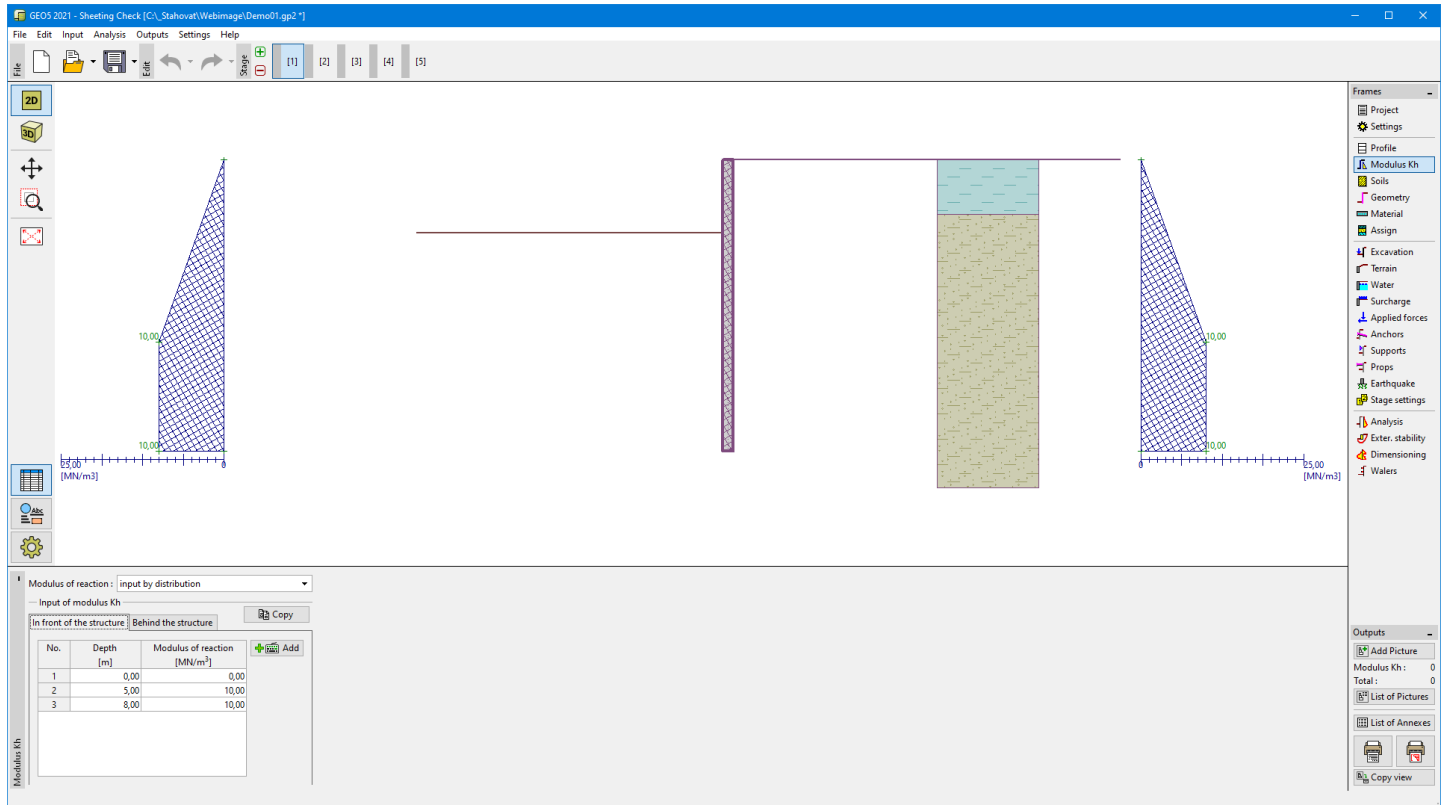 GEO5 2021 - Sheeting Check [C:\_Stahovat\Webimage\Demo01.gp2 *]
File Edit Input Analysis Outputs Settings Help
File
Edit
Stage
[1] [2] [3] [4] [5]
2D
3D
10,00
10,00
25,00
0
[MN/m3]
10,00
10,00
0
25,00
[MN/m3]
Abc
Frames
Project
Settings
Profile
Modulus Kh
Soils
Geometry
Material
Assign
Excavation
Terrain
Water
Surcharge
Applied forces
Anchors
Supports
Props
Earthquake
Stage settings
Analysis
Exter. stability
Dimensioning
Walers
Modulus of reaction : input by distribution
Input of modulus Kh
Copy
In front of the structure Behind the structure
No. Depth Modulus of reaction Add
[m] [MN/m³]
1 0,00 0,00
2 5,00 10,00
3 8,00 10,00
Modulus Kh
Outputs
Add Picture
Modulus Kh : 0
Total : 0
List of Pictures
List of Annexes
Copy view